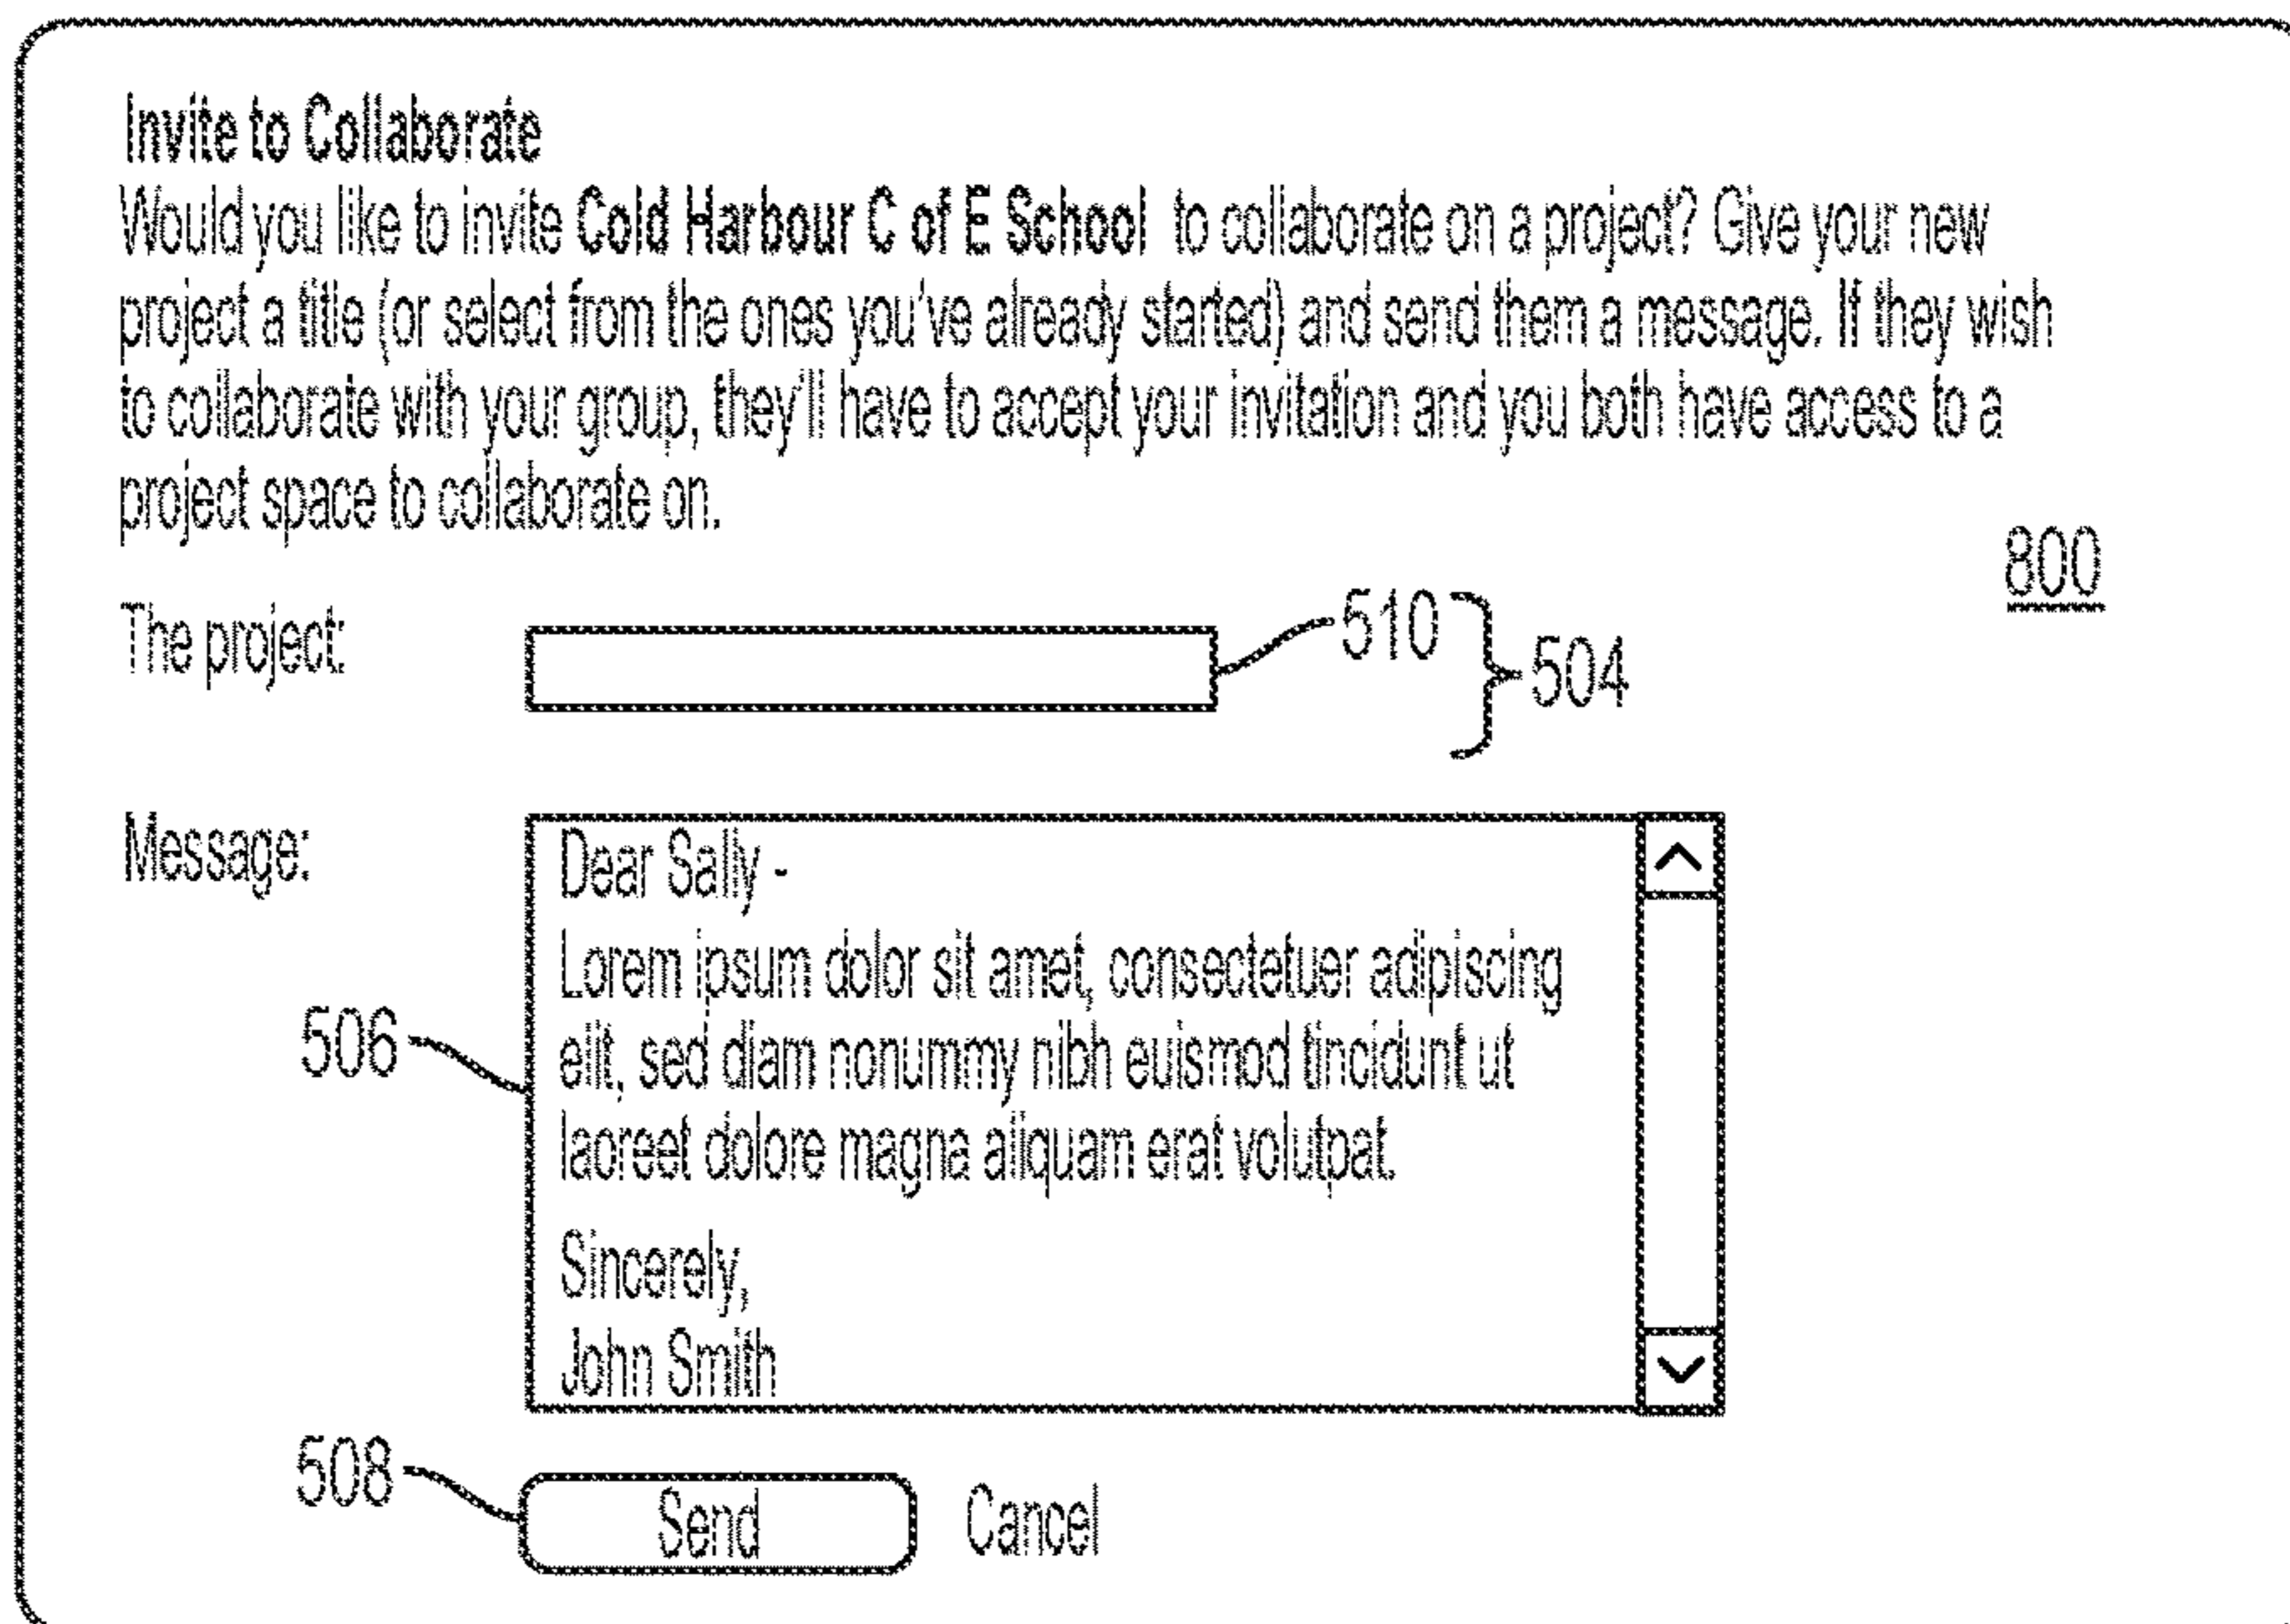 Invite to Collaborate
Would you like to invite Cold Harbour C of E School to collaborate on a project? Give your new
project a title (or select from the ones you've already started) and send them a message. If they wish
to collaborate with your group, they'll have to accept your invitation and you both have access to a
project space to collaborate on.
800
The project:
510
504
Message:
Dear Sally -
Lorem ipsum dolor sit amet, consectetuer adipiscing
506
elit, sed diam nonummy nibh euismod tincidunt ut
laoreet dolore magna aliquam erat volutpat.
Sincerely,
John Smith
508
Send Cancel